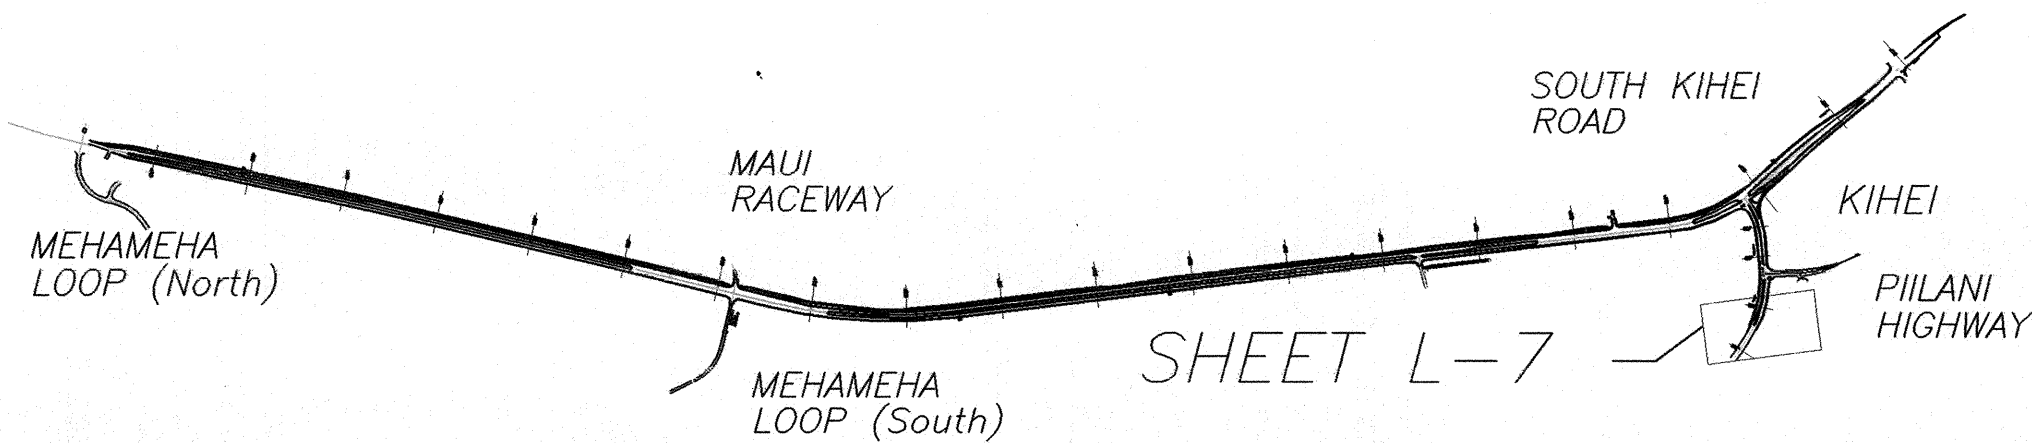 SOUTH KIHEI
ROAD
MAUI
RACEWAY
KIHEI
MEHAMEHA
LOOP (North)
PIILANI
HIGHWAY
SHEET L-7
MEHAMEHA
LOOP (South)